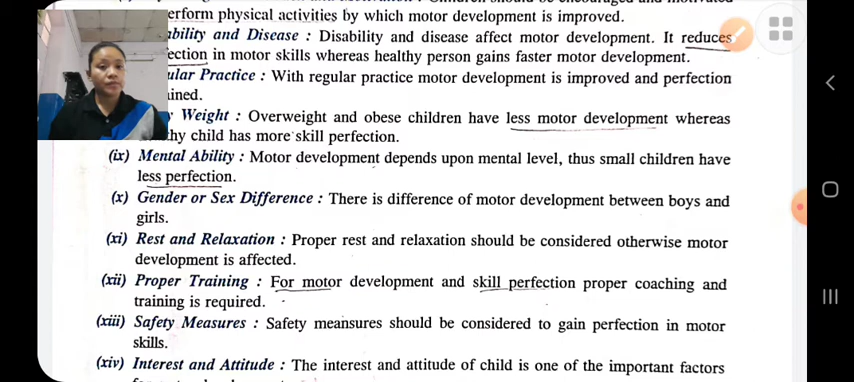 erform physical activities by which motor development is improved.
bility and Disease : Disability and disease affect motor development. It reduces
ection in motor skills whereas healthy person gains faster motor development.
ular Practice : With regular practice motor development is improved and perfection
ined.
Weight : Overweight and obese children have less motor development whereas
hy child has more skill perfection.
(ix) Mental Ability : Motor development depends upon mental level, thus small children have
less perfection.
(x) Gender or Sex Difference : There is difference of motor development between boys and
girls.
(xi) Rest and Relaxation : Proper rest and relaxation should be considered otherwise motor
development is affected.
(xii) Proper Training : For motor development and skill perfection proper coaching and
training is required.
(xiii) Safety Measures : Safety meansures should be considered to gain perfection in motor
skills.
(xiv) Interest and Attitude : The interest and attitude of child is one of the important factors